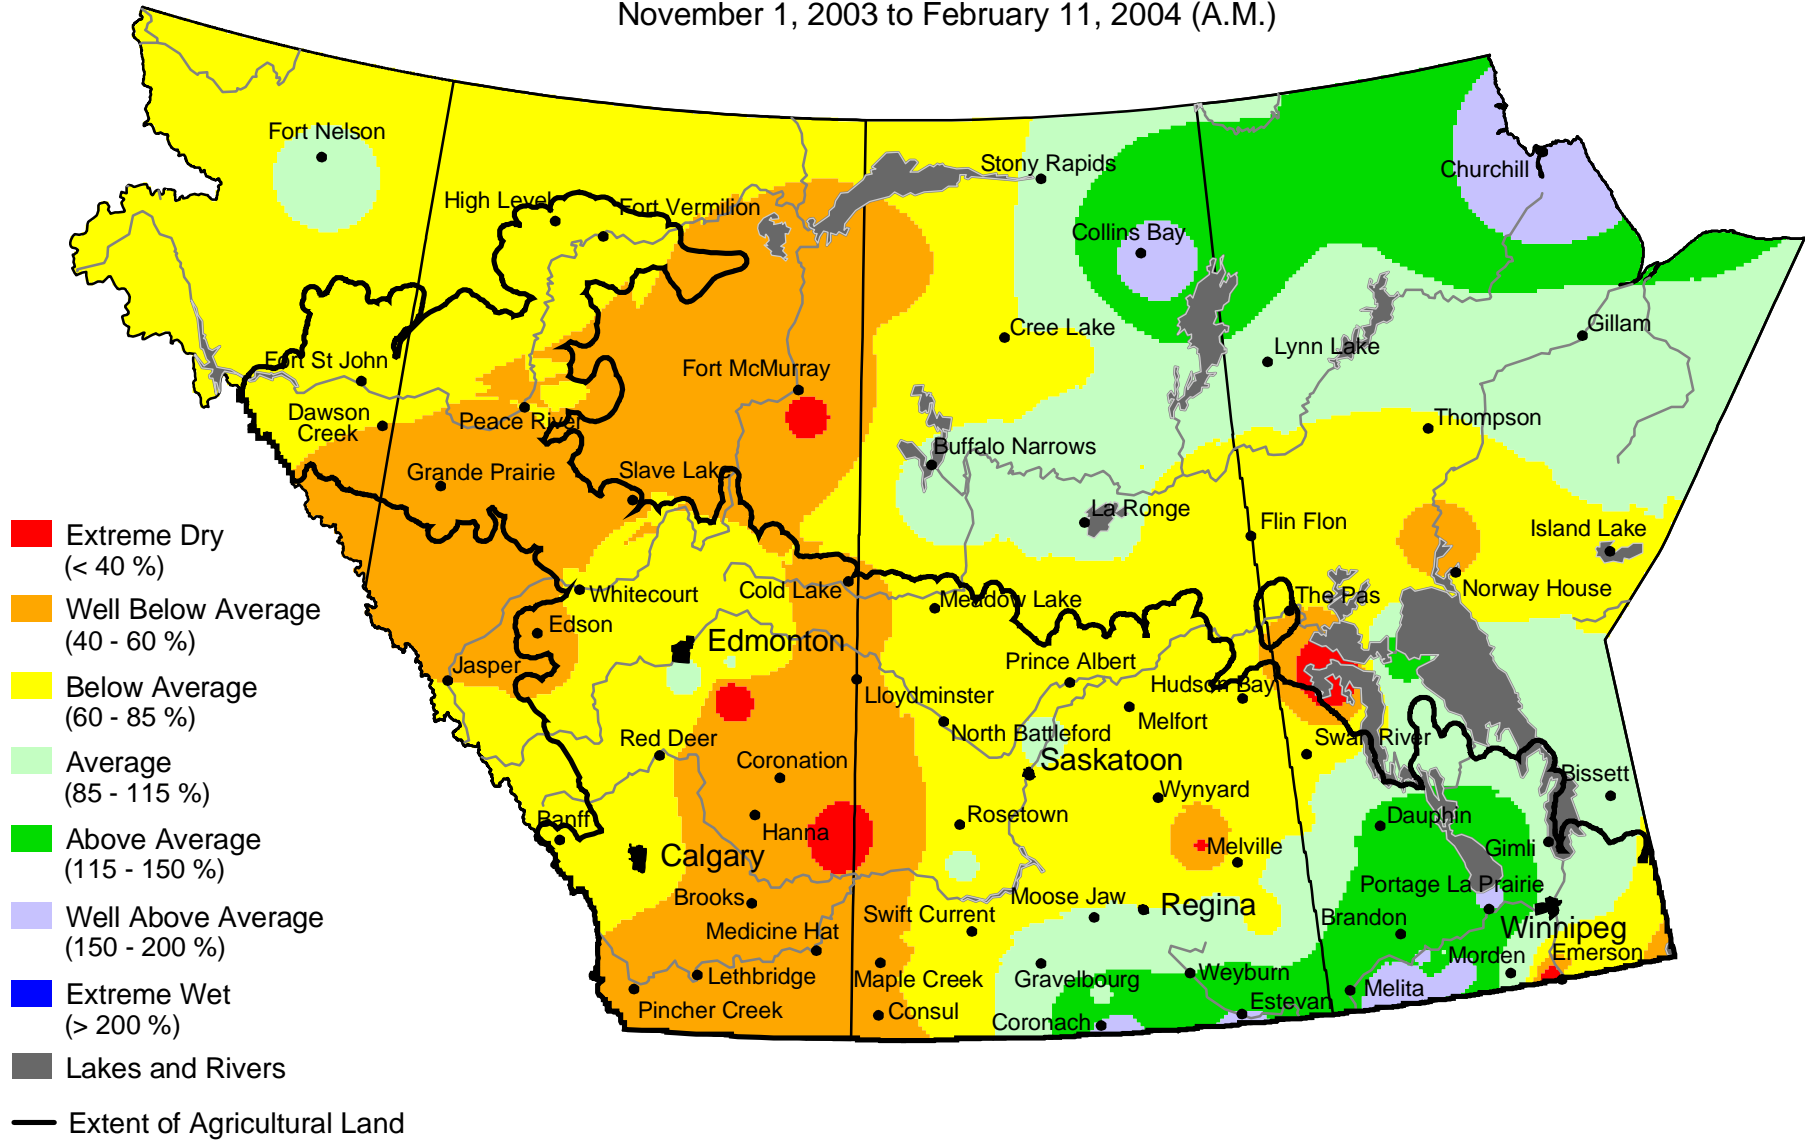 November 1, 2003 to February 11, 2004 (A.M.)
Fort Nelson
Stony Rapids
Churchill
High Level
Fort Vermilion
Collins Bay
Cree Lake
Gillam
Lynn Lake
Fort St John
Fort McMurray
Dawson
Creek
Peace River
Thompson
Buffalo Narrows
Grande Prairie
Slave Lake
La Ronge
Flin Flon
Island Lake
Whitecourt
Cold Lake
Meadow Lake
The Pas
Norway House
Edson
Edmonton
Jasper
Prince Albert
Hudson Bay
Lloydminster
Melfort
North Battleford
Red Deer
Swan River
Coronation
Saskatoon
Bissett
Wynyard
Banff
Hanna
Rosetown
Dauphin
Melville
Gimli
Calgary
Portage La Prairie
Brooks
Moose Jaw
Regina
Swift Current
Brandon
Medicine Hat
Winnipeg
Morden
Emerson
Lethbridge
Maple Creek
Gravelbourg
Weyburn
Melita
Pincher Creek
Consul
Coronach
Estevan
Extreme Dry
(< 40 %)
Well Below Average
(40 - 60 %)
Below Average
(60 - 85 %)
Average
(85 - 115 %)
Above Average
(115 - 150 %)
Well Above Average
(150 - 200 %)
Extreme Wet
(> 200 %)
Lakes and Rivers
Extent of Agricultural Land